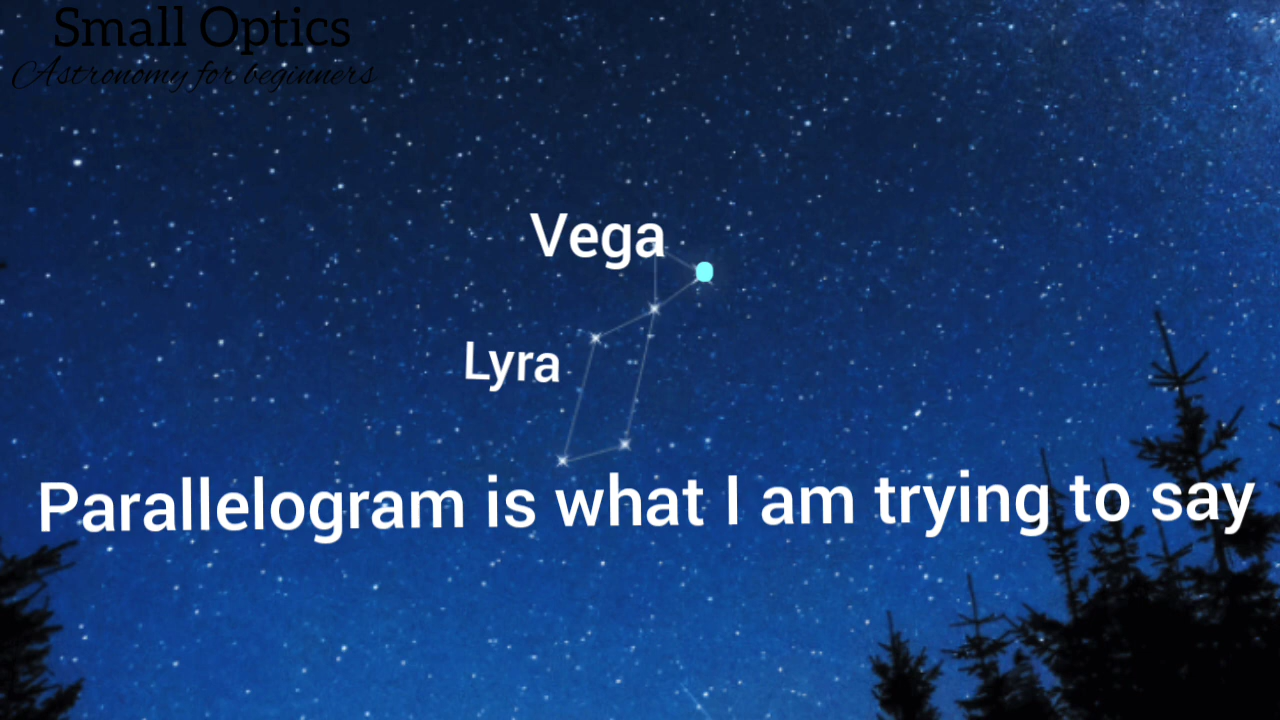 Small Optics
Astronomy for beginners
Vega
Lyra
Parallelogram is what I am trying to say